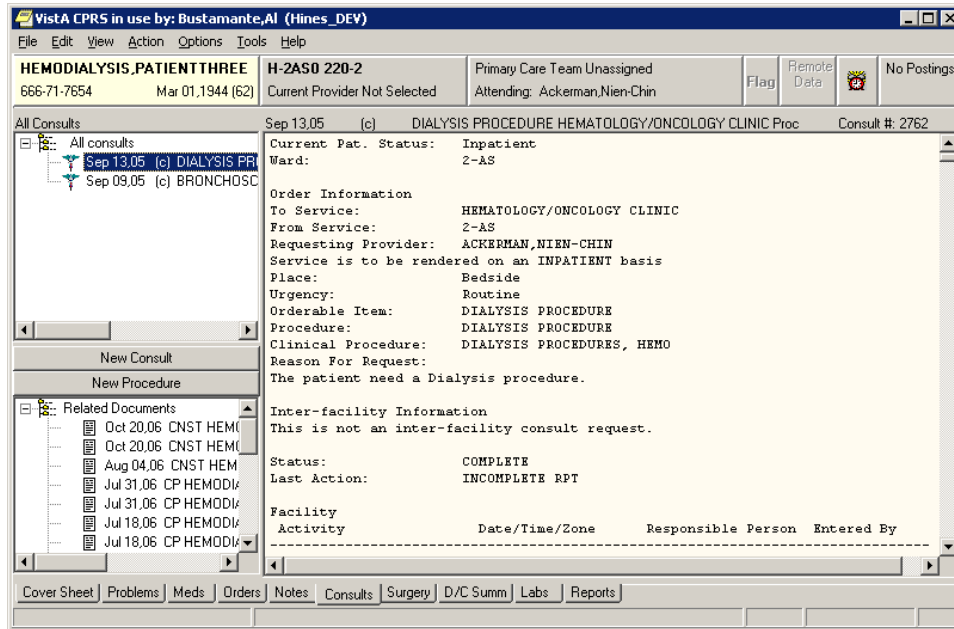 VistA CPRS in use by: Bustamante,Al (Hines_DEV)
File Edit View Action Options Tools Help
HEMODIALYSIS,PATIENTTHREE
666-71-7654 Mar 01,1944 (62)
H-2AS0 220-2
Current Provider Not Selected
Primary Care Team Unassigned
Attending: Ackerman,Nien-Chin
Flag
Remote
Data
No Postings
All Consults
All consults
Sep 13,05 (c) DIALYSIS PR
Sep 09,05 (c) BRONCHOSC
New Consult
New Procedure
Related Documents
Oct 20,06 CNST HEM
Oct 20,06 CNST HEM
Aug 04,06 CNST HEM
Jul 31,06 CP HEMODI
Jul 31,06 CP HEMODI
Jul 18,06 CP HEMODI
Jul 18,06 CP HEMODI
Sep 13,05 (c) DIALYSIS PROCEDURE HEMATOLOGY/ONCOLOGY CLINIC Proc Consult #: 2762
Current Pat. Status: Inpatient
Ward: 2-AS
Order Information
To Service: HEMATOLOGY/ONCOLOGY CLINIC
From Service: 2-AS
Requesting Provider: ACKERMAN,NIEN-CHIN
Service is to be rendered on an INPATIENT basis
Place: Bedside
Urgency: Routine
Orderable Item: DIALYSIS PROCEDURE
Procedure: DIALYSIS PROCEDURE
Clinical Procedure: DIALYSIS PROCEDURES, HEMO
Reason For Request:
The patient need a Dialysis procedure.
Inter-facility Information
This is not an inter-facility consult request.
Status: COMPLETE
Last Action: INCOMPLETE RPT
Facility
Activity Date/Time/Zone Responsible Person Entered By
--------------------------------------------------------------------------------
Cover Sheet Problems Meds Orders Notes Consults Surgery D/C Summ Labs Reports